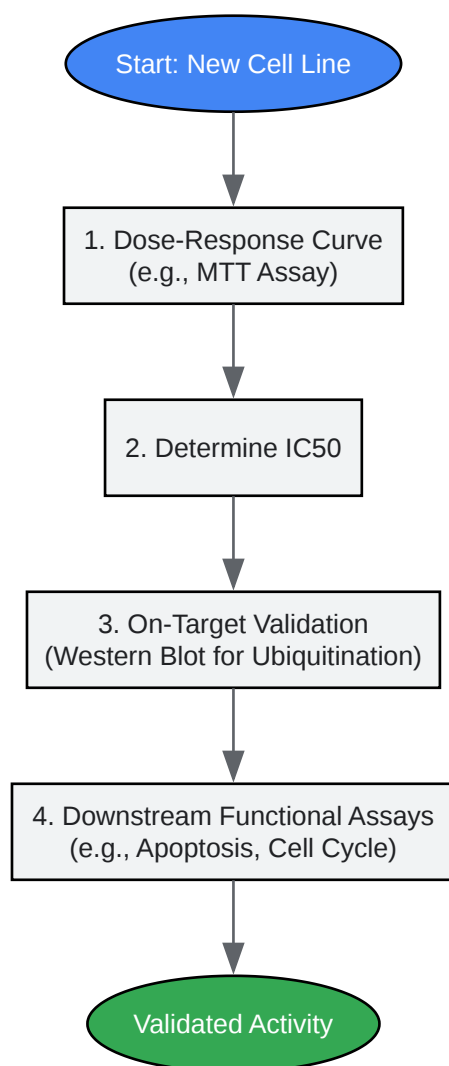 Start: New Cell Line
1. Dose-Response Curve
(e.g., MTT Assay)
2. Determine IC50
3. On-Target Validation
(Western Blot for Ubiquitination)
4. Downstream Functional Assays
(e.g., Apoptosis, Cell Cycle)
Validated Activity